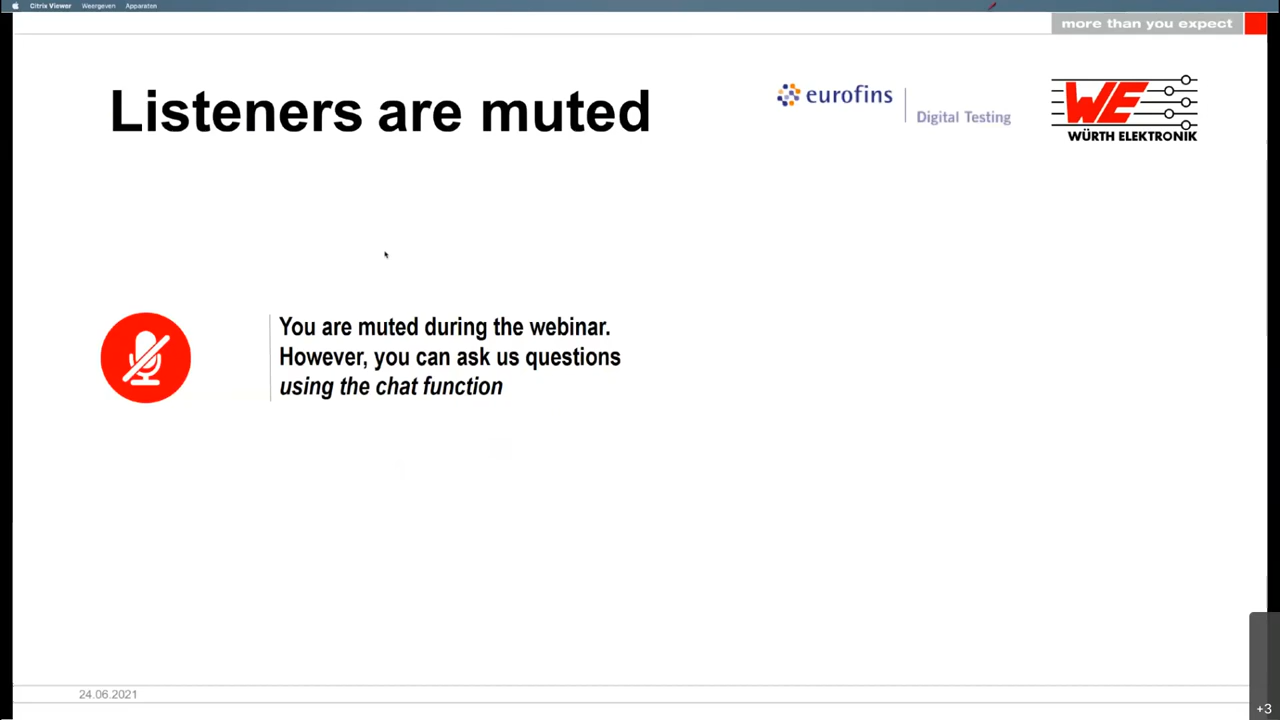 Citrix Viewer Weergeven Apparaten
more than you expect
Listeners are muted
eurofins
Digital Testing
WE
WÜRTH ELEKTRONIK
You are muted during the webinar.
However, you can ask us questions
using the chat function
24.06.2021
+3